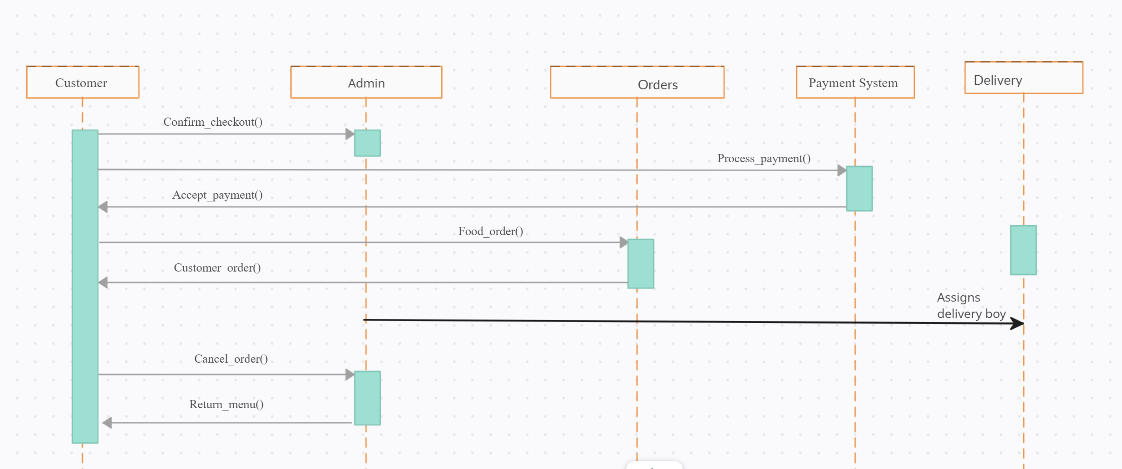 Customer
Admin
Orders
Payment System
Delivery
Confirm_checkout()
Process_payment()
Accept_payment()
Food_order()
Customer_order()
Assigns
delivery boy
Cancel_order()
Return_menu()